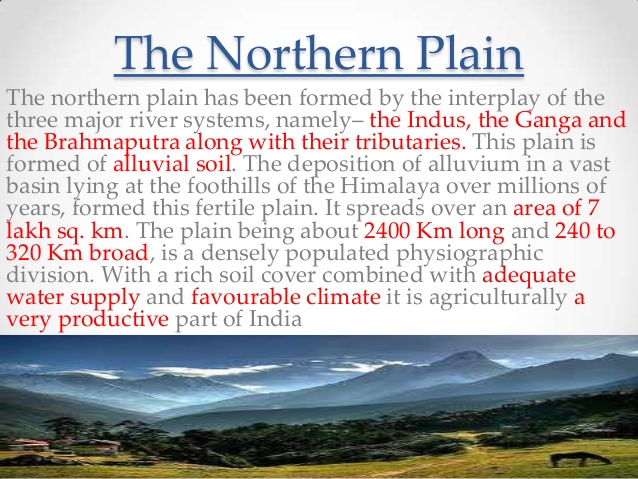 The Northern Plain
The northern plain has been formed by the interplay of the
three major river systems, namely– the Indus, the Ganga and
the Brahmaputra along with their tributaries. This plain is
formed of alluvial soil. The deposition of alluvium in a vast
basin lying at the foothills of the Himalaya over millions of
years, formed this fertile plain. It spreads over an area of 7
lakh sq. km. The plain being about 2400 Km long and 240 to
320 Km broad, is a densely populated physiographic
division. With a rich soil cover combined with adequate
water supply and favourable climate it is agriculturally a
very productive part of India